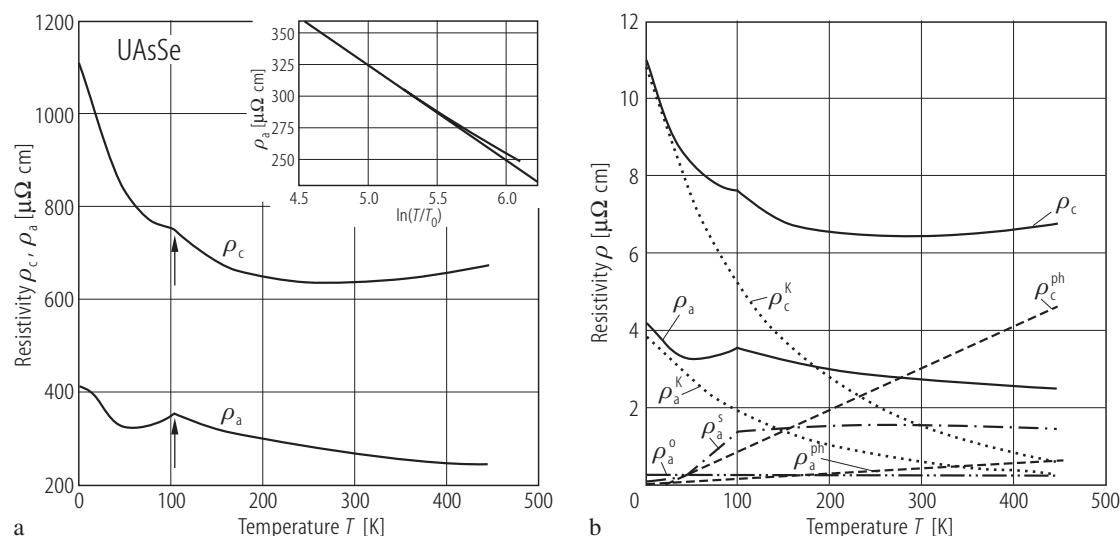 UAsSe
1200
1000
800
600
400
200
0
100
200
300
400
500
Resistivity ρc , ρa [μΩ cm]
Temperature T [K]
ρc
ρa
a
350
325
300
275
250
4.5
5.0
5.5
6.0
ρa [μΩ cm]
ln(T/T0)
12
10
8
6
4
2
0
100
200
300
400
500
Resistivity ρ [μΩ cm]
Temperature T [K]
ρc
ρcK
ρcph
ρa
ρaK
ρas
ρao
ρaph
b